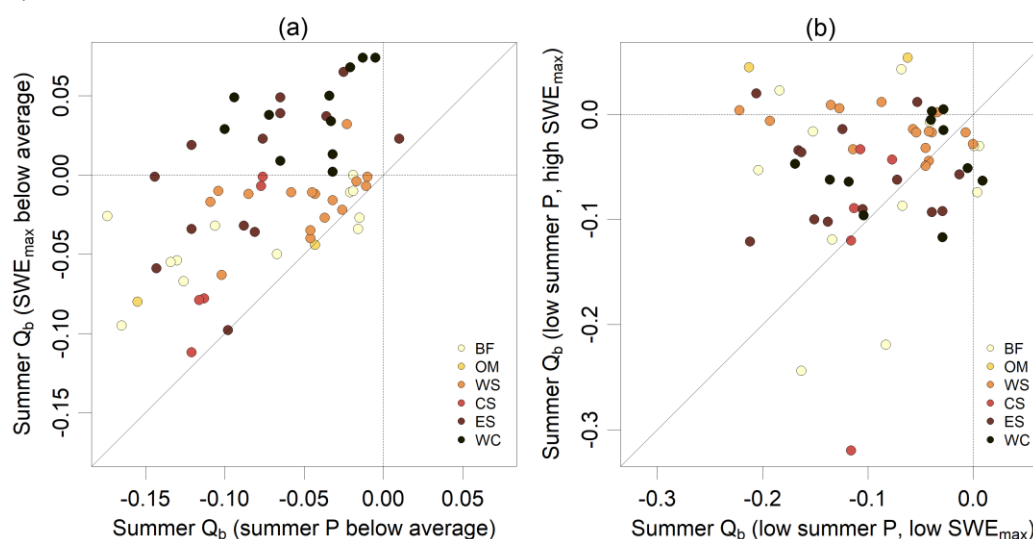 (a)
Summer Qb (SWEmax below average)
0.05
0.00
-0.05
-0.10
-0.15
BF
OM
WS
CS
ES
WC
-0.15 -0.10 -0.05 0.00 0.05
Summer Qb (summer P below average)
(b)
Summer Qb (low summer P, high SWEmax)
0.0
-0.1
-0.2
-0.3
BF
OM
WS
CS
ES
WC
-0.3 -0.2 -0.1 0.0
Summer Qb (low summer P, low SWEmax)